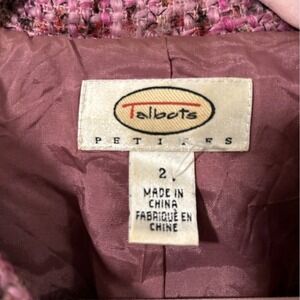 Talbots
PETITES
2
MADE IN
CHINA
FABRIQUÉ EN
CHINE